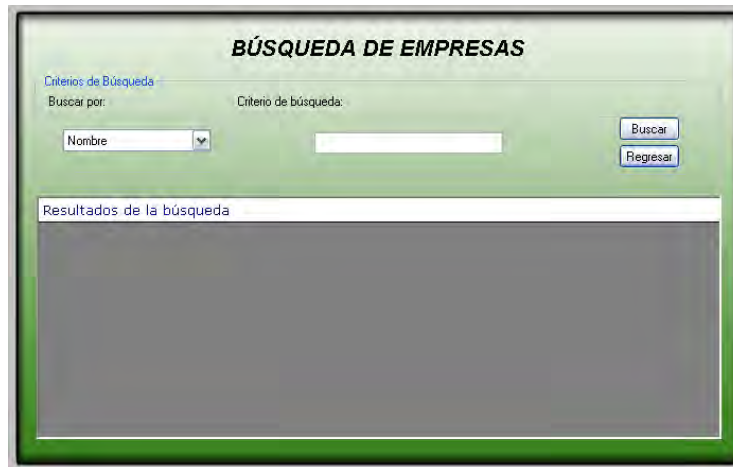 BÚSQUEDA DE EMPRESAS
Criterios de Búsqueda
Buscar por: Criterio de búsqueda:
Nombre
Buscar
Regresar
Resultados de la búsqueda